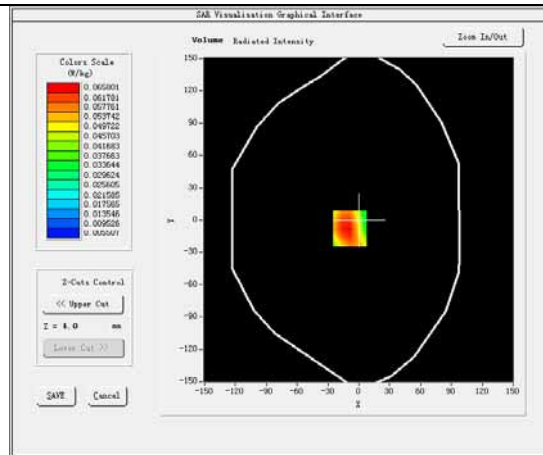 SAR Visualisation Graphical Interface
Volume Radiated Intensity
Zoom In/Out
Colors Scale
(W/kg)
0.065801
0.061781
0.057761
0.053742
0.049722
0.045703
0.041683
0.037663
0.033644
0.029624
0.025605
0.021585
0.017565
0.013546
0.009526
0.005507
150
120
90
60
30
0
-30
-60
-90
-120
-150
Y
-150 -120 -90 -60 -30 0 30 60 90 120 150
X
Z-Cuts Control
<< Upper Cut
Z = 4.0 mm
Lower Cut >>
SAVE Cancel